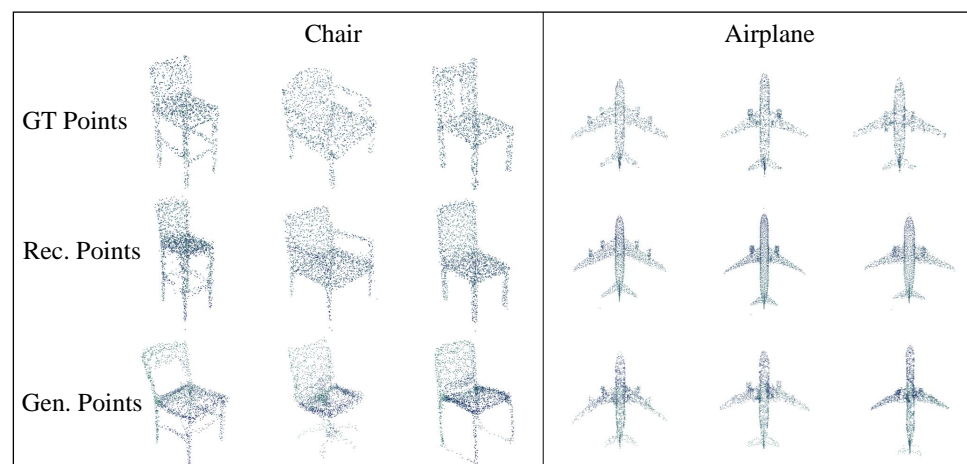 Chair
Airplane
GT Points
Rec. Points
Gen. Points